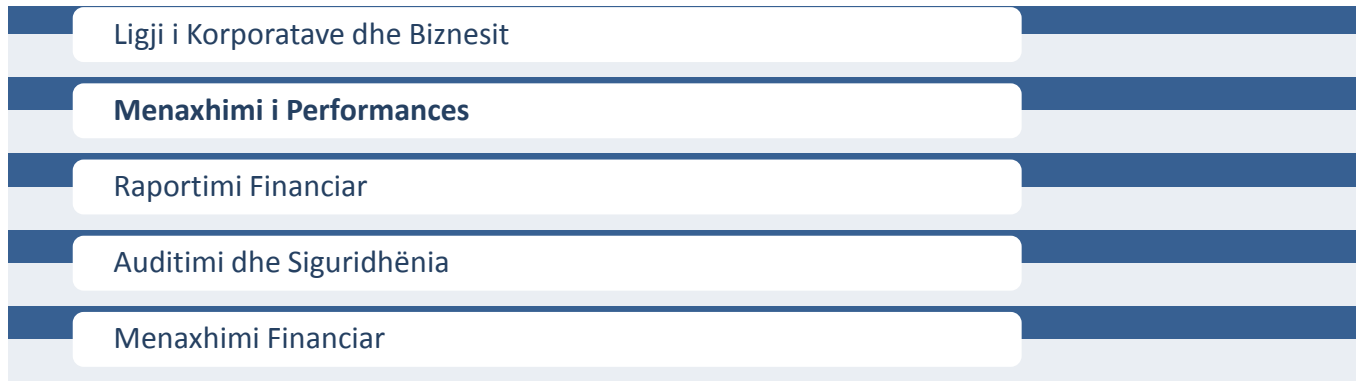 Ligji i Korporatave dhe Biznesit
Menaxhimi i Performances
Raportimi Financiar
Auditimi dhe Siguridhënia
Menaxhimi Financiar